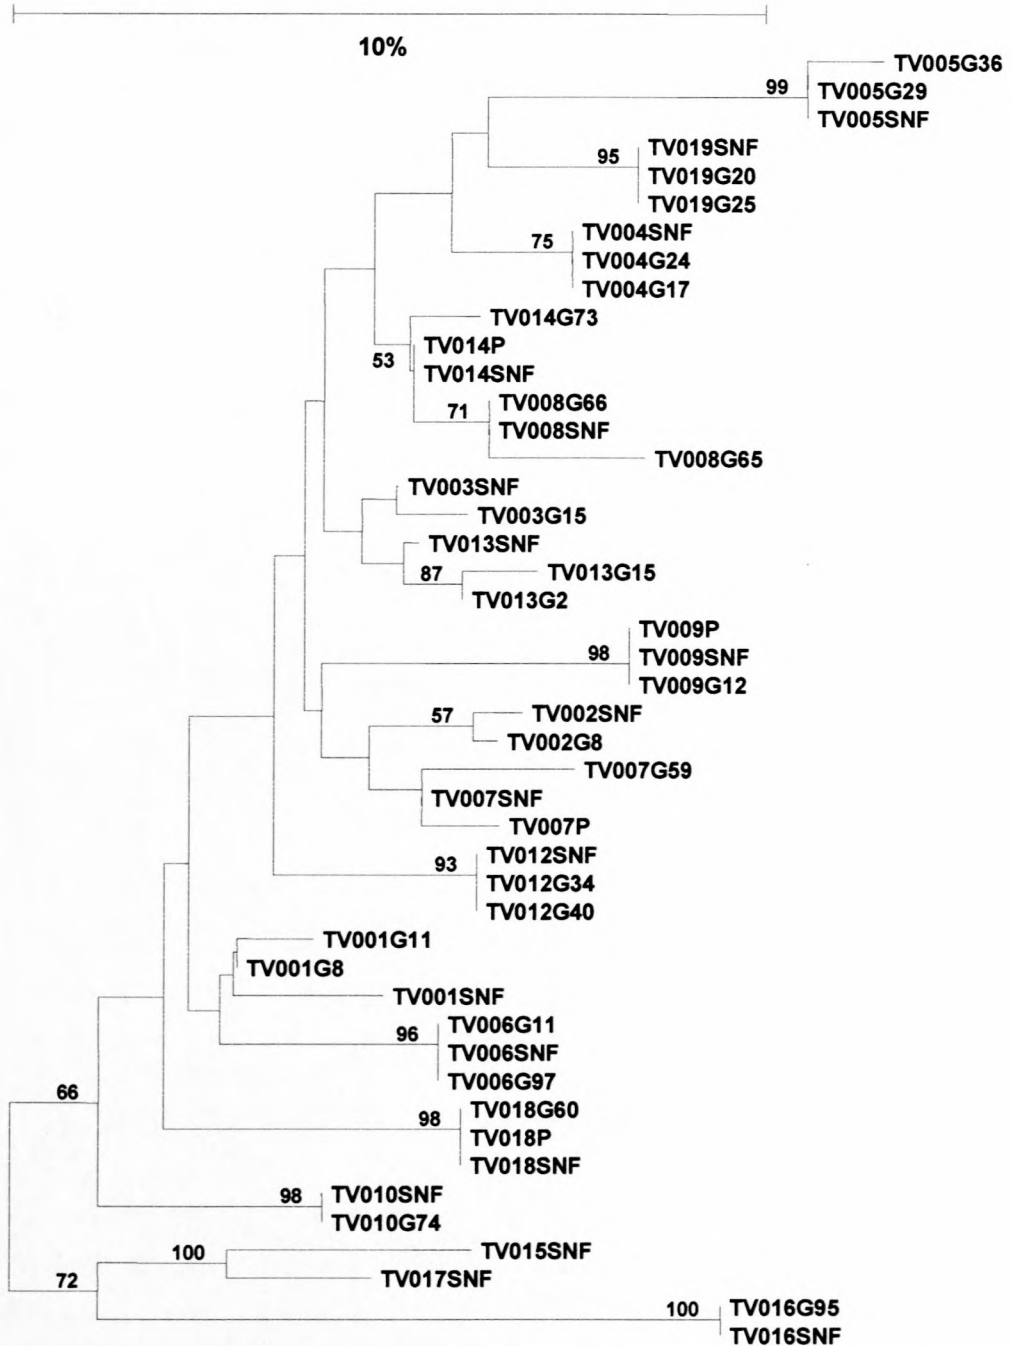 10%
TV005G36
99
TV005G29
TV005SNF
TV019SNF
95
TV019G20
TV019G25
TV004SNF
75
TV004G24
TV004G17
TV014G73
TV014P
53
TV014SNF
TV008G66
71
TV008SNF
TV008G65
TV003SNF
TV003G15
TV013SNF
87
TV013G15
TV013G2
TV009P
98
TV009SNF
TV009G12
57
TV002SNF
TV002G8
TV007G59
TV007SNF
TV007P
TV012SNF
93
TV012G34
TV012G40
TV001G11
TV001G8
TV001SNF
TV006G11
96
TV006SNF
TV006G97
66
TV018G60
98
TV018P
TV018SNF
98
TV010SNF
TV010G74
100
TV015SNF
72
TV017SNF
100
TV016G95
TV016SNF